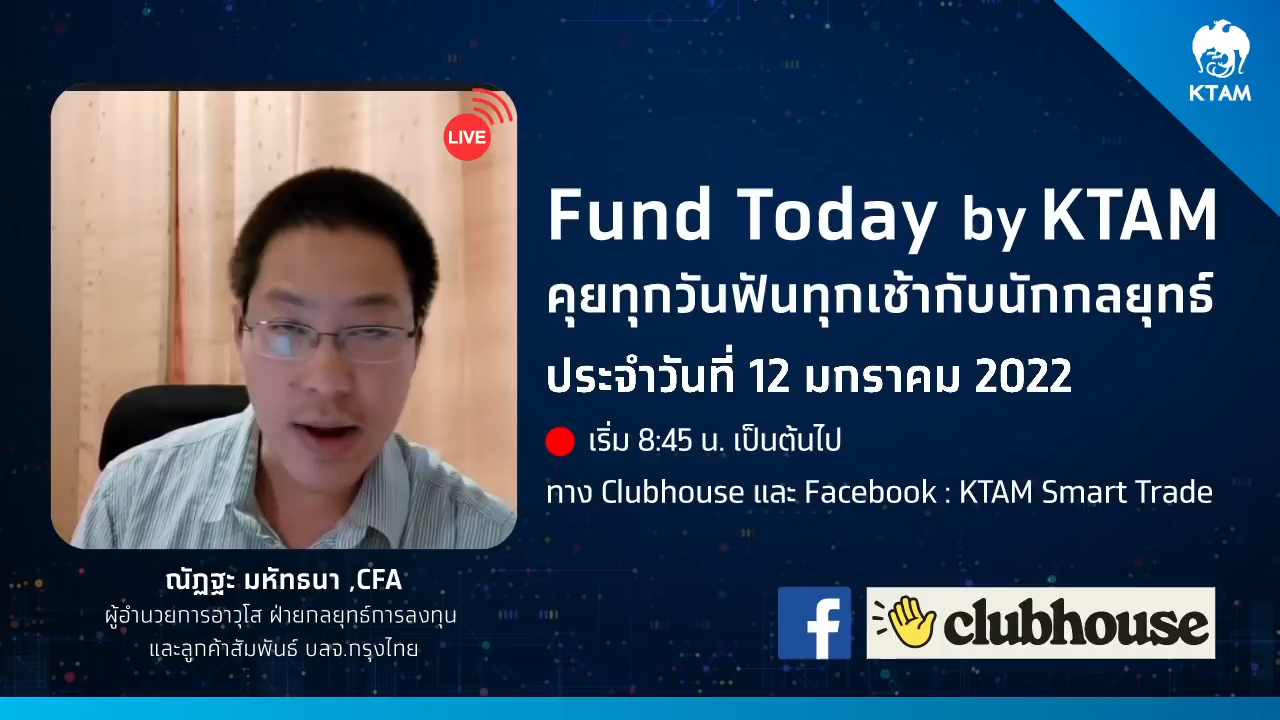 KTAM
LIVE
Fund Today by KTAM
คุยทุกวันฟันทุกเช้ากับนักกลยุทธ์
ประจำวันที่ 12 มกราคม 2022
เริ่ม 8:45 น. เป็นต้นไป
ทาง Clubhouse และ Facebook : KTAM Smart Trade
ณัฏฐะ มหัทธนา ,CFA
ผู้อำนวยการอาวุโส ฝ่ายกลยุทธ์การลงทุน
และลูกค้าสัมพันธ์ บลจ.กรุงไทย
f clubhouse